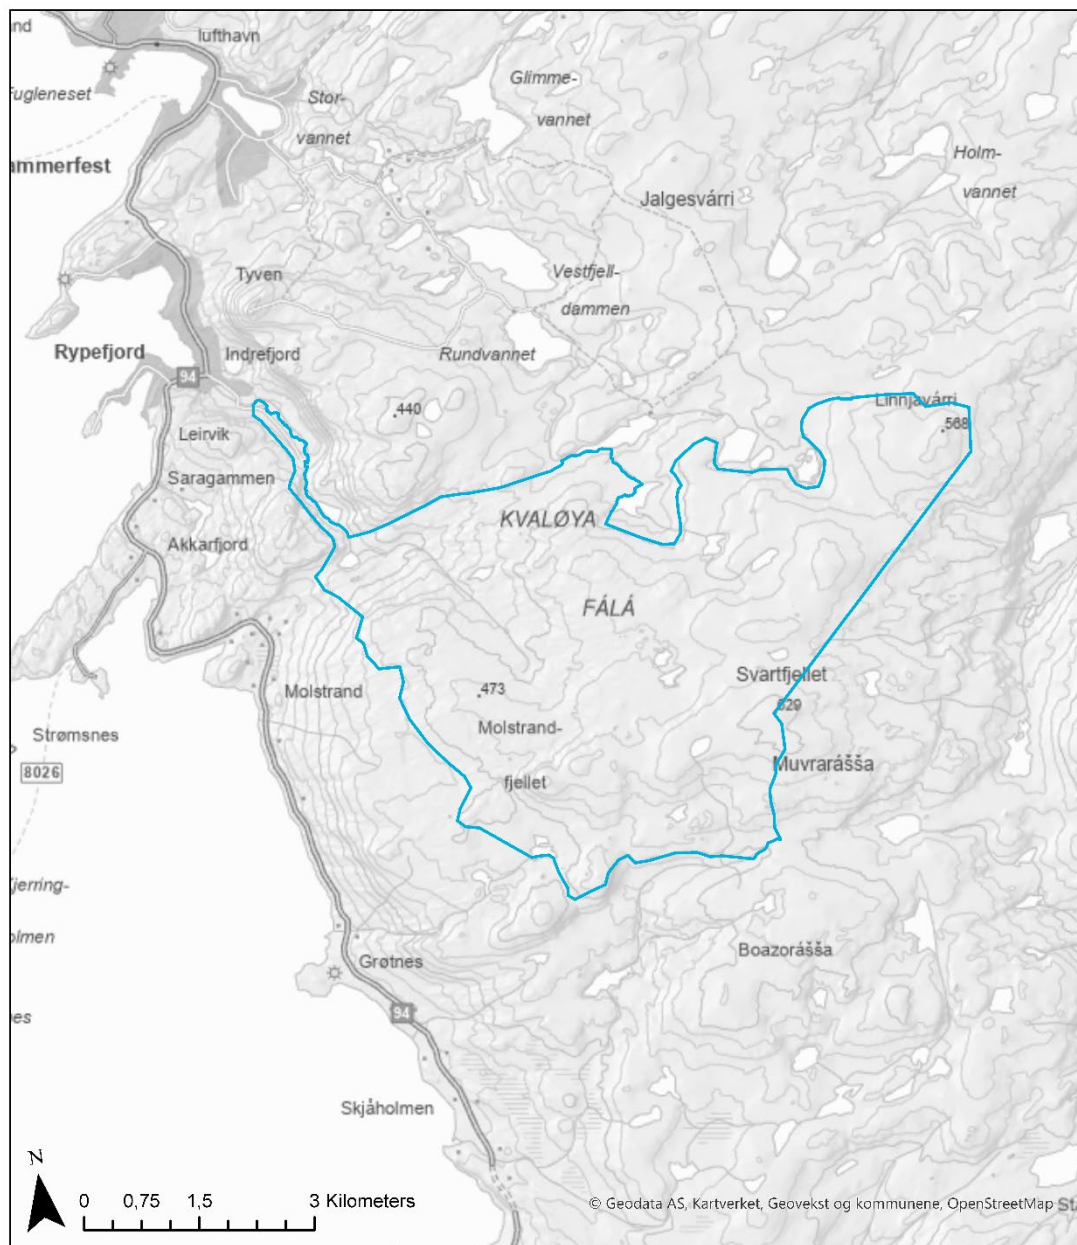 nd
lufthavn
Fugleneset
Glimme-
vannet
Stor-
vannet
ammerfest
Holm-
vannet
Jalgesvárri
Tyven
Vestfjell-
dammen
Rypefjord
Indrefjord
Rundvannet
94
440
Linnjavárri
568
Leirvik
Saragammen
KVALØYA
Akkarfjord
FÁLÁ
Svartfjellet
629
Molstrand
473
Molstrand-
fjellet
Strømsnes
8026
Muvrarášša
jerring-
olmen
Boazorášša
Grøtnes
94
es
Skjåholmen
N
0 0,75 1,5 3 Kilometers
© Geodata AS, Kartverket, Geovekst og kommunene, OpenStreetMap